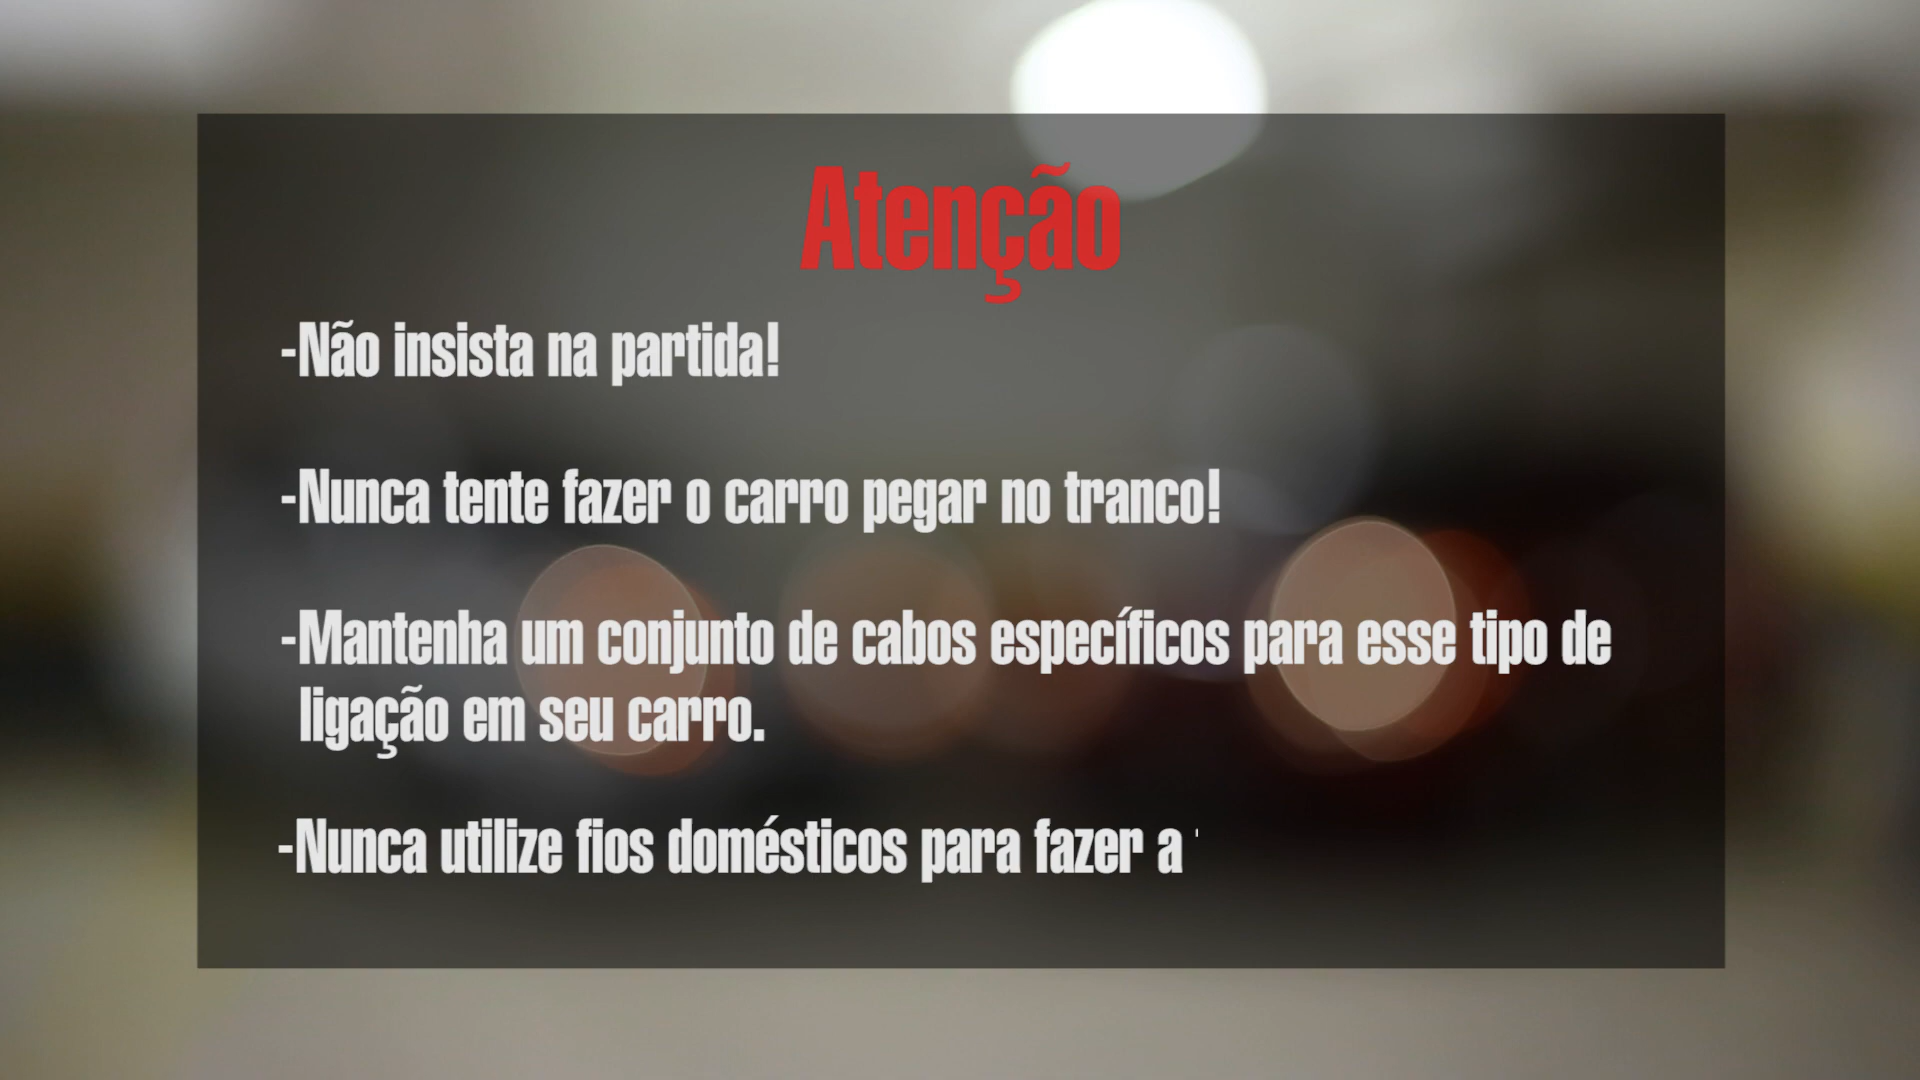 Atenção
-Não insista na partida!
-Nunca tente fazer o carro pegar no tranco!
-Mantenha um conjunto de cabos específicos para esse tipo de
ligação em seu carro.
-Nunca utilize fios domésticos para fazer a